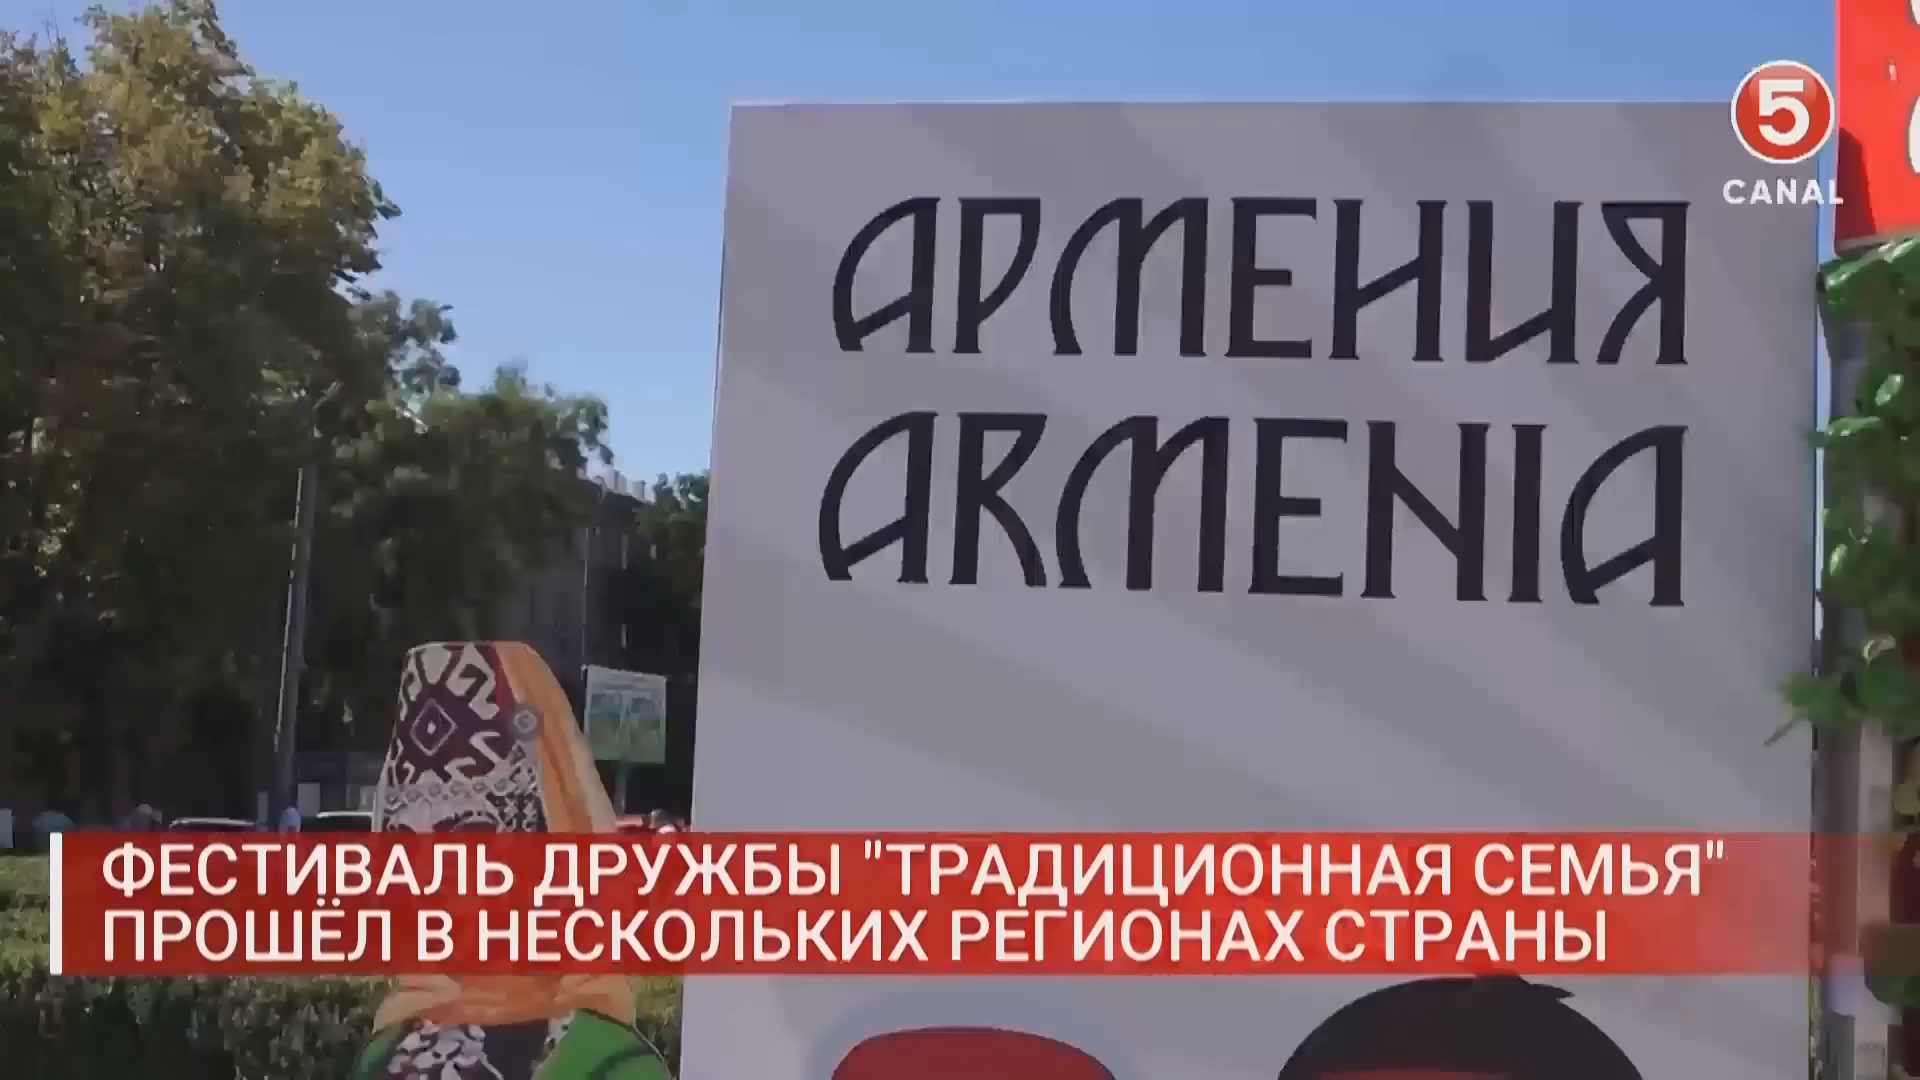 5
CANAL
АРМЕНИЯ
ARMENIA
ФЕСТИВАЛЬ ДРУЖБЫ "ТРАДИЦИОННАЯ СЕМЬЯ"
ПРОШЁЛ В НЕСКОЛЬКИХ РЕГИОНАХ СТРАНЫ